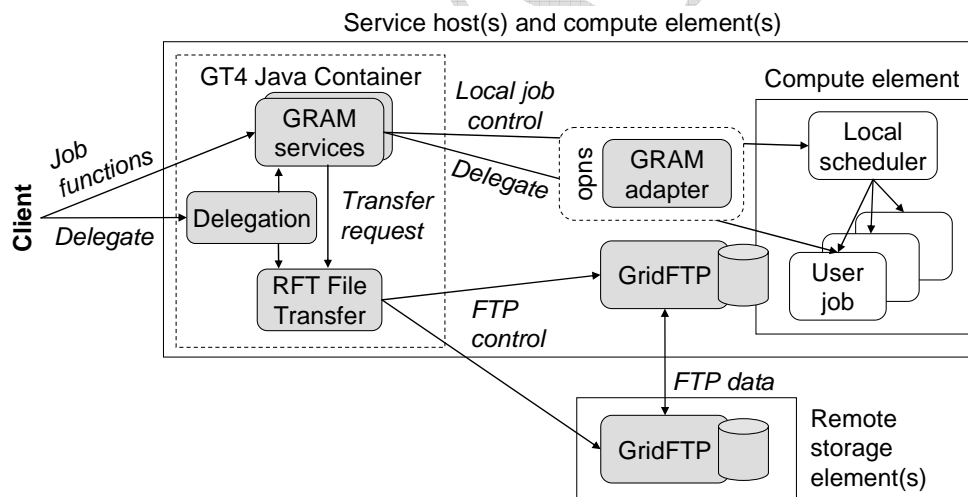 Service host(s) and compute element(s)
GT4 Java Container
Compute element
GRAM
services
Local job
control
Local
scheduler
sudo
GRAM
adapter
Job
functions
Delegate
Client
Delegate
Delegation
Transfer
request
RFT File
Transfer
GridFTP
User
job
FTP
control
FTP data
GridFTP
Remote
storage
element(s)